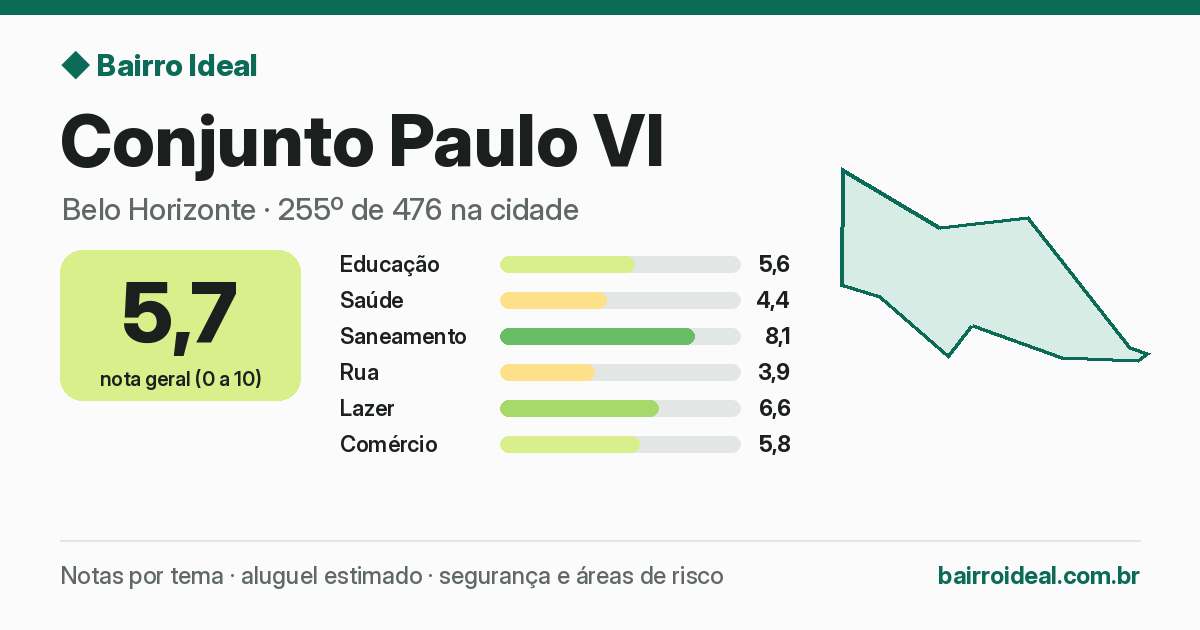 Bairro Ideal
Conjunto Paulo VI
Belo Horizonte · 255º de 476 na cidade
5,7
nota geral (0 a 10)
Educação 5,6
Saúde 4,4
Saneamento 8,1
Rua 3,9
Lazer 6,6
Comércio 5,8
Notas por tema · aluguel estimado · segurança e áreas de risco
bairroideal.com.br